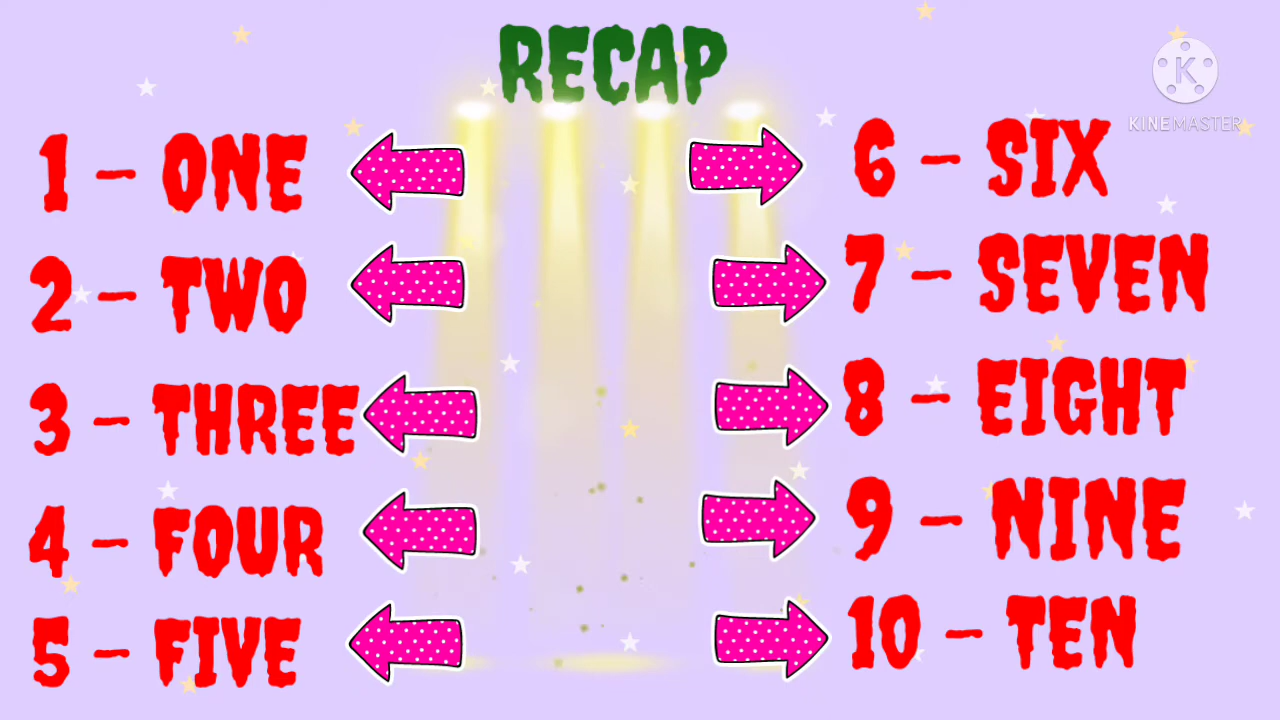 RECAP
1 – ONE
2 – TWO
3 – THREE
4 – FOUR
5 – FIVE
6 – SIX
7 – SEVEN
8 – EIGHT
9 – NINE
10 – TEN
K
KINEMASTER